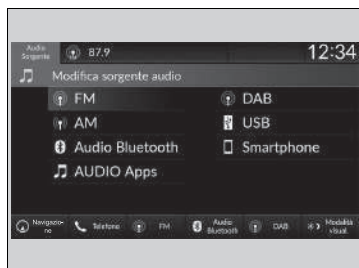 Audio
Sorgente
87.9
12:34
Modifica sorgente audio
FM
DAB
AM
USB
Audio Bluetooth
Smartphone
AUDIO Apps
Navigazio-
ne
Telefono
FM
Audio
Bluetooth
DAB
Modalità
visual.